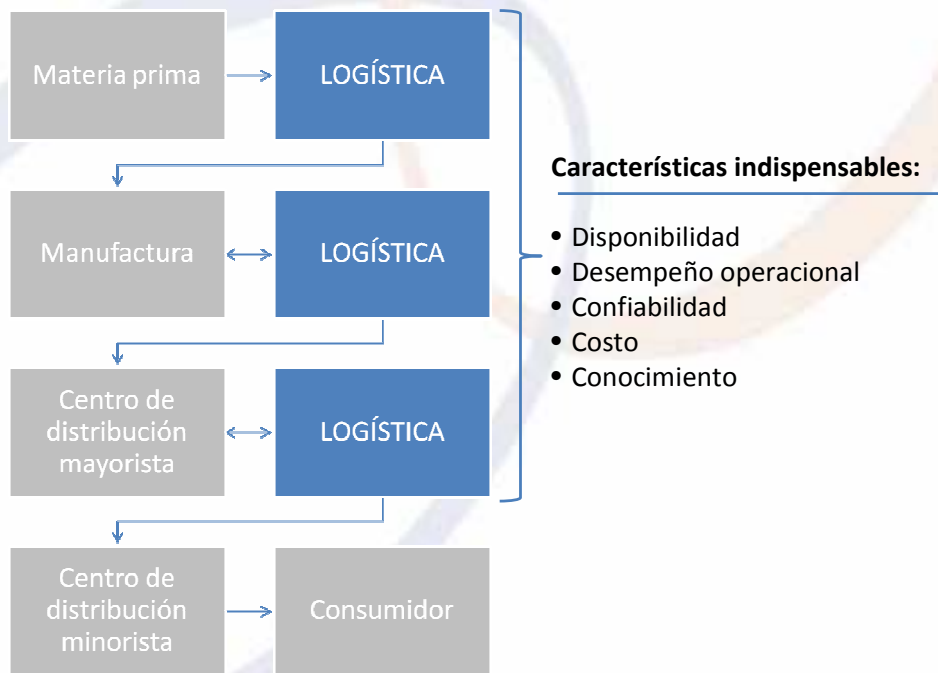 Materia prima
LOGÍSTICA
Manufactura
LOGÍSTICA
Centro de
distribución
mayorista
LOGÍSTICA
Centro de
distribución
minorista
Consumidor
Carácterísticas indispensables:
• Disponibilidad
• Desempeño operacional
• Confiabilidad
• Costo
• Conocimiento